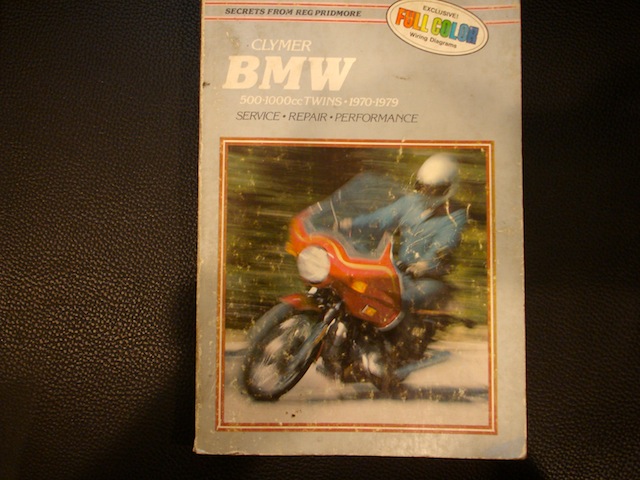 SECRETS FROM REG PRIDMORE
EXCLUSIVE!
FULL COLOR
Wiring Diagrams
CLYMER
BMW
500-1000cc TWINS • 1970-1979
SERVICE • REPAIR • PERFORMANCE